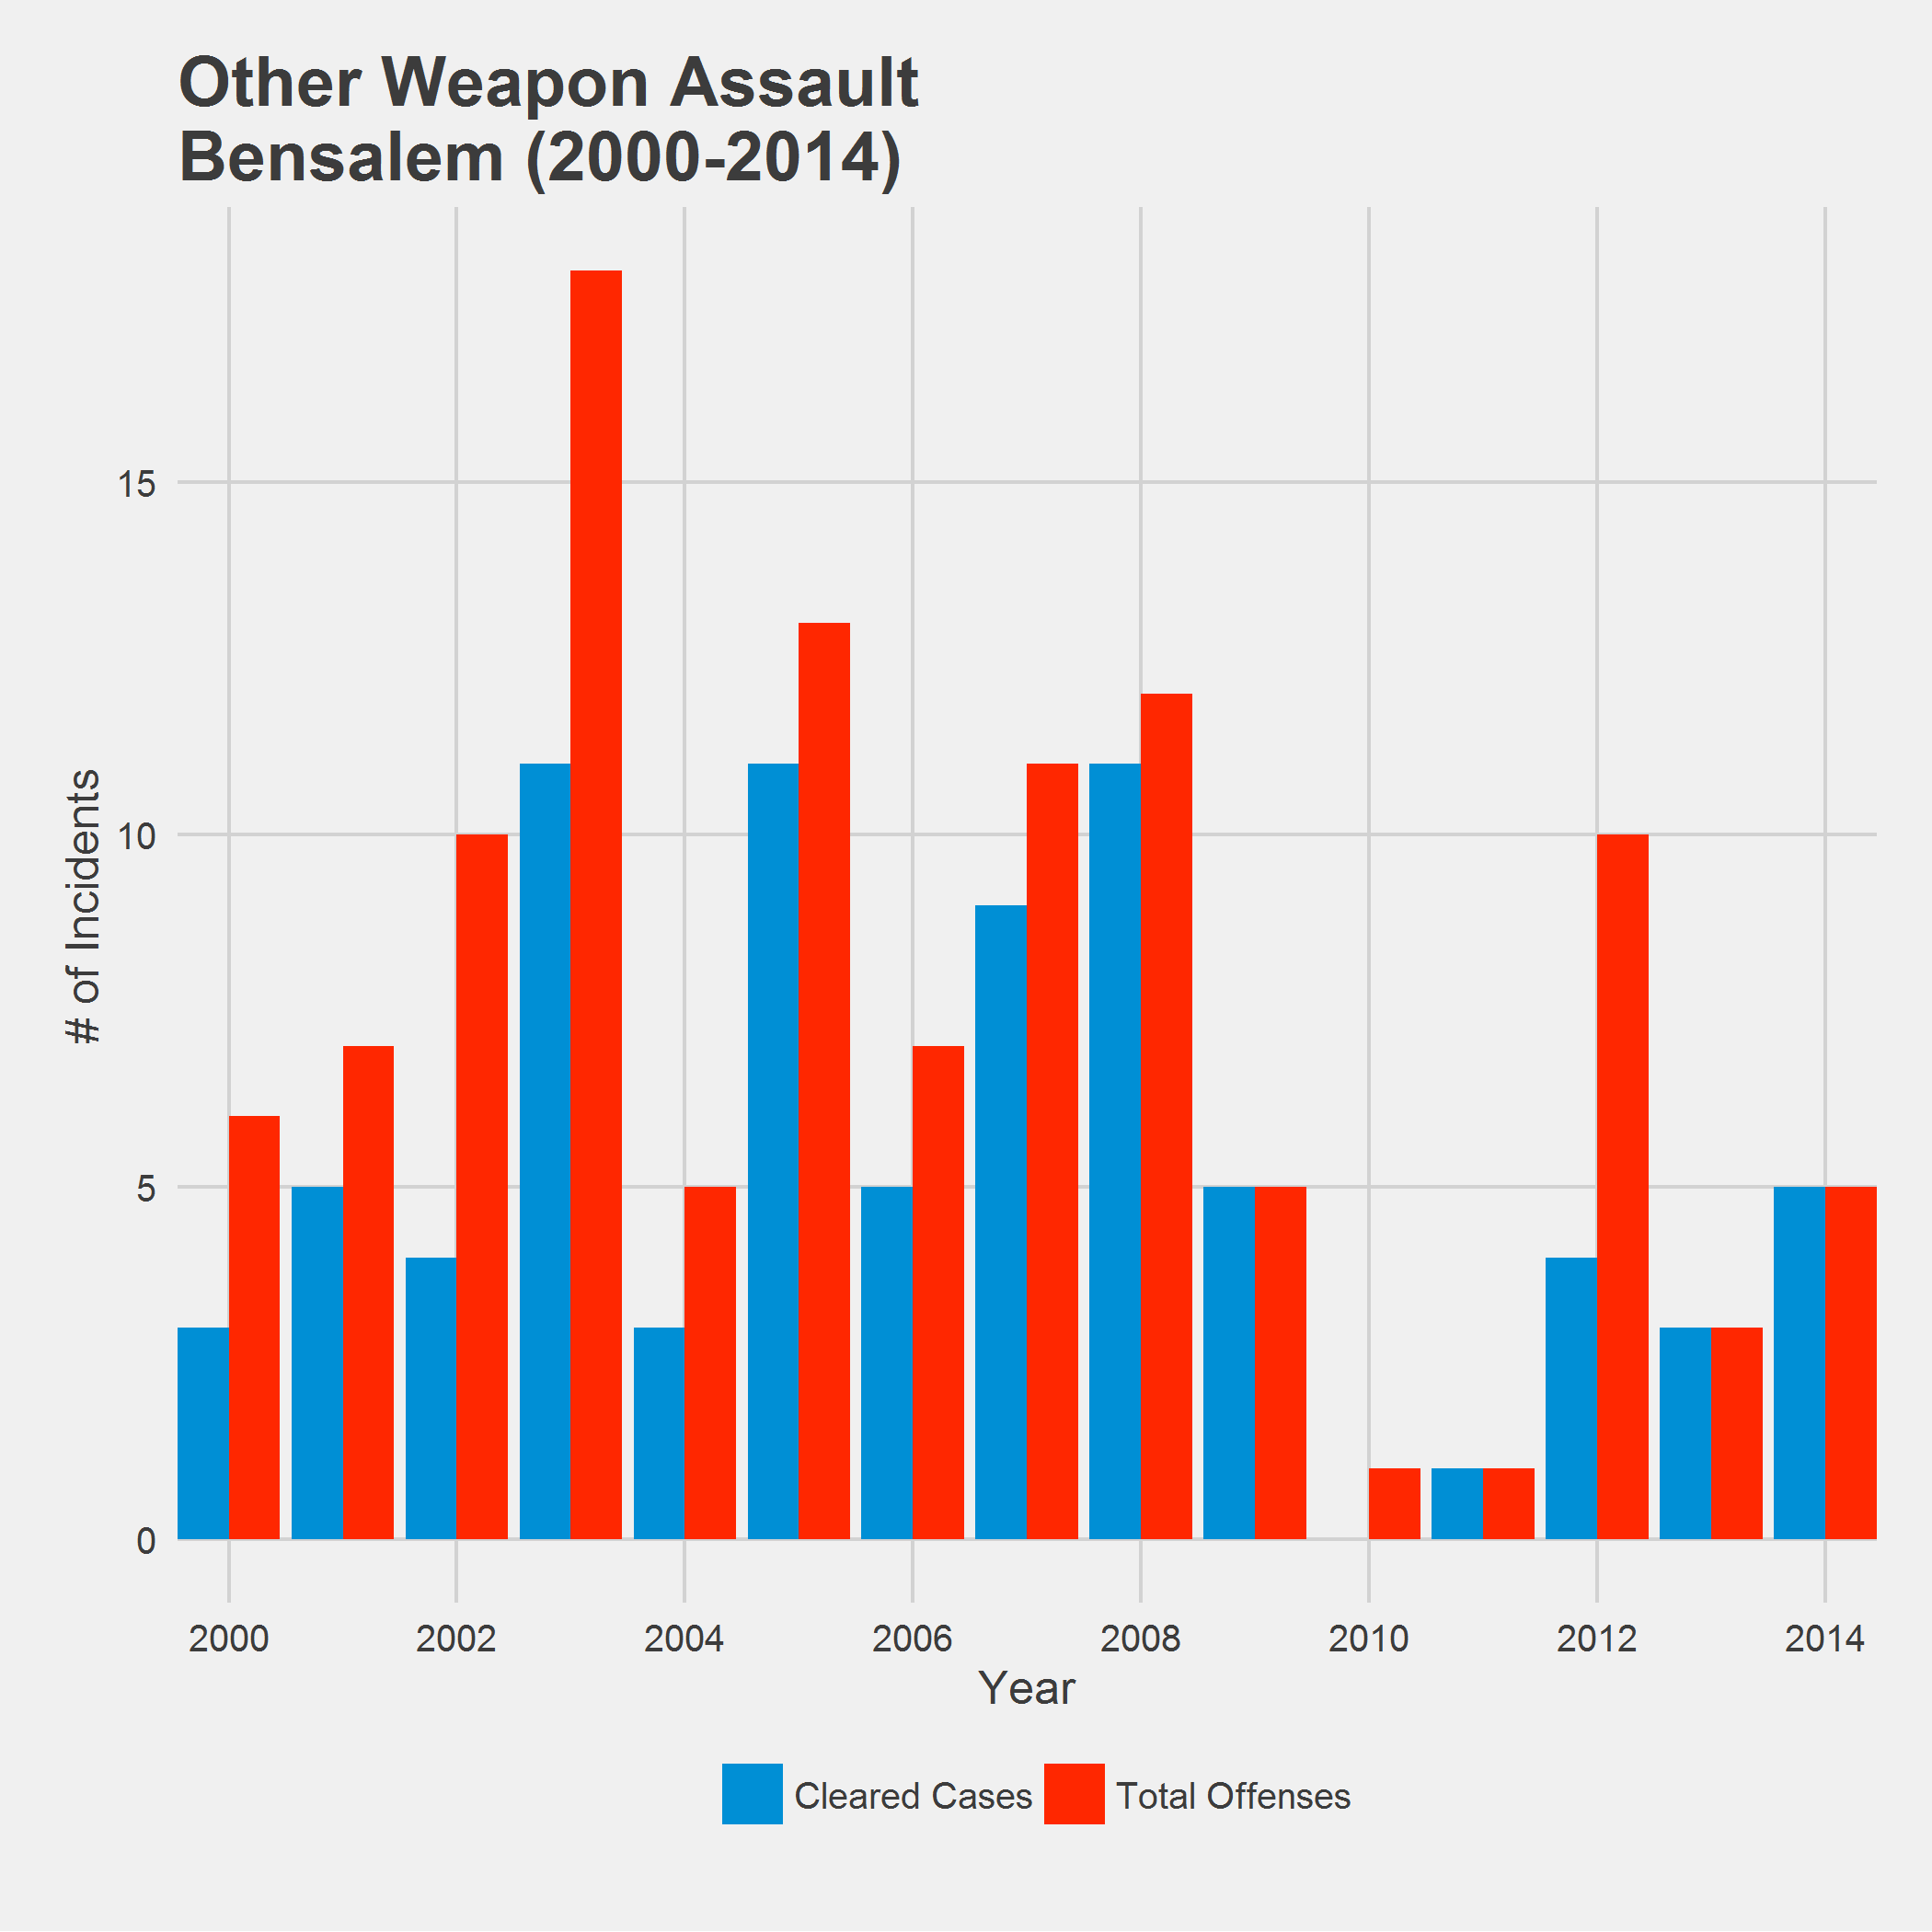 Other Weapon Assault
Bensalem (2000-2014)
# of Incidents
15
10
5
0
2000 2002 2004 2006 2008 2010 2012 2014
Year
Cleared Cases Total Offenses